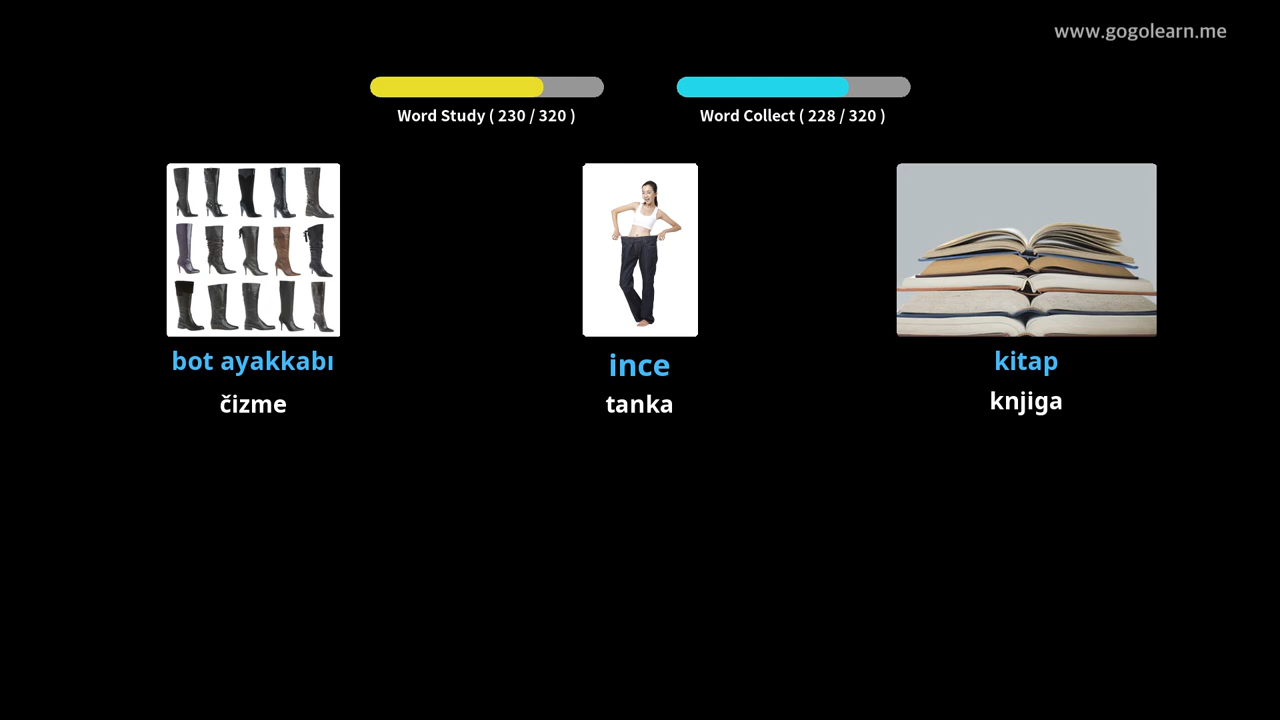 www.gogolearn.me
Word Study ( 230 / 320 )
Word Collect ( 228 / 320 )
bot ayakkabı
čizme
ince
tanka
kitap
knjiga